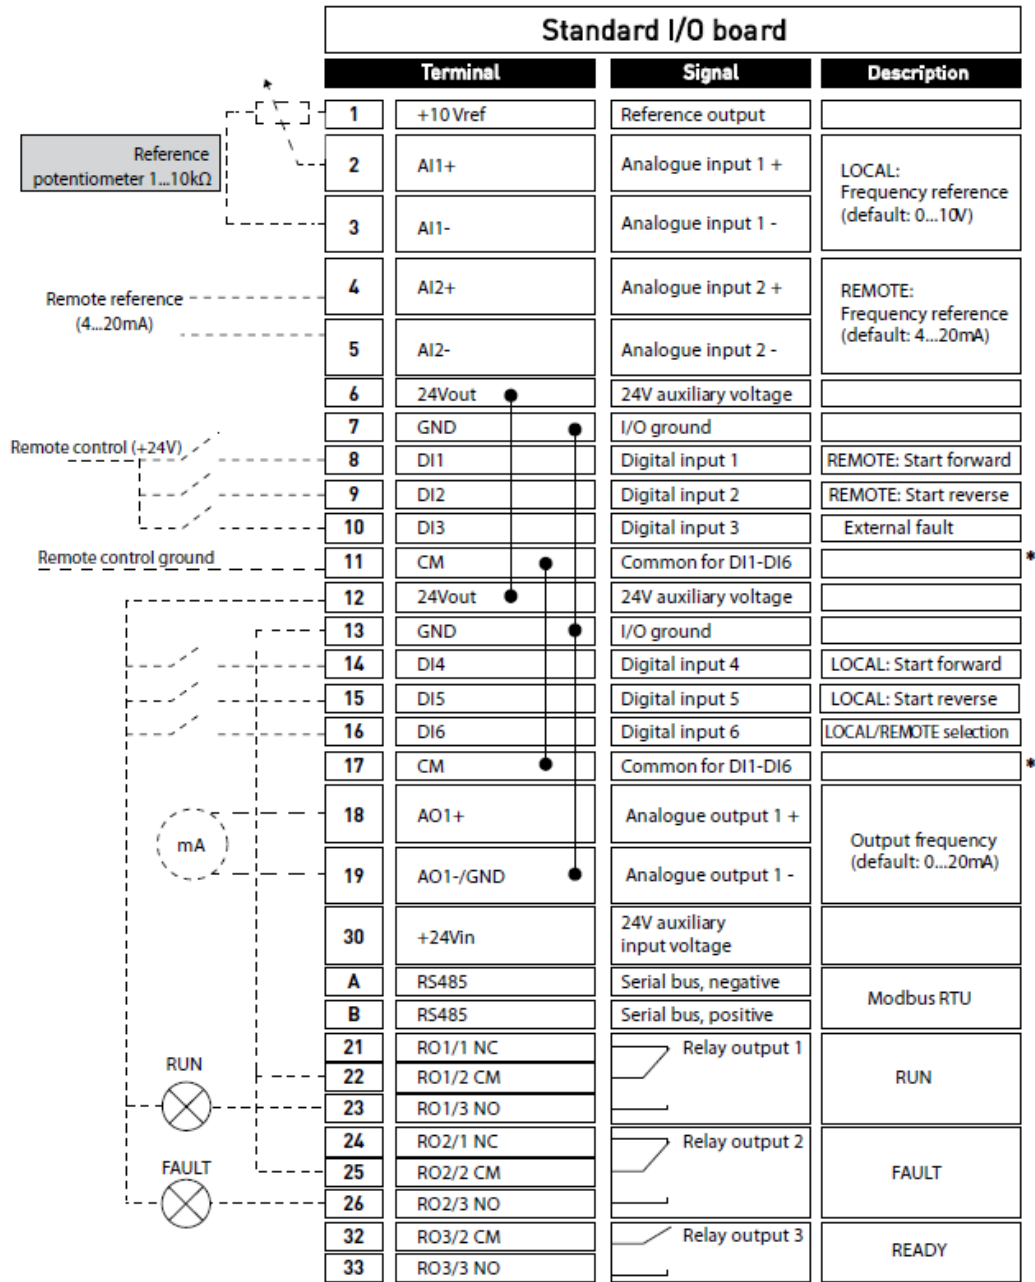 Standard I/O board
Terminal Signal Description
1 +10 Vref Reference output
Reference
potentiometer 1...10kΩ
2 AI1+ Analogue input 1 +
3 AI1- Analogue input 1 -
LOCAL:
Frequency reference
(default: 0...10V)
Remote reference
(4...20mA)
4 AI2+ Analogue input 2 +
5 AI2- Analogue input 2 -
REMOTE:
Frequency reference
(default: 4...20mA)
6 24Vout 24V auxiliary voltage
7 GND I/O ground
Remote control (+24V)
8 DI1 Digital input 1 REMOTE: Start forward
9 DI2 Digital input 2 REMOTE: Start reverse
10 DI3 Digital input 3 External fault
Remote control ground
11 CM Common for DI1-DI6 *
12 24Vout 24V auxiliary voltage
13 GND I/O ground
14 DI4 Digital input 4 LOCAL: Start forward
15 DI5 Digital input 5 LOCAL: Start reverse
16 DI6 Digital input 6 LOCAL/REMOTE selection
17 CM Common for DI1-DI6 *
mA
18 AO1+ Analogue output 1 +
19 AO1-/GND Analogue output 1 -
Output frequency
(default: 0...20mA)
30 +24Vin 24V auxiliary
input voltage
A RS485 Serial bus, negative
B RS485 Serial bus, positive
Modbus RTU
21 RO1/1 NC Relay output 1
22 RO1/2 CM RUN
23 RO1/3 NO
RUN
24 RO2/1 NC Relay output 2
25 RO2/2 CM FAULT
26 RO2/3 NO
FAULT
32 RO3/2 CM Relay output 3
33 RO3/3 NO
READY